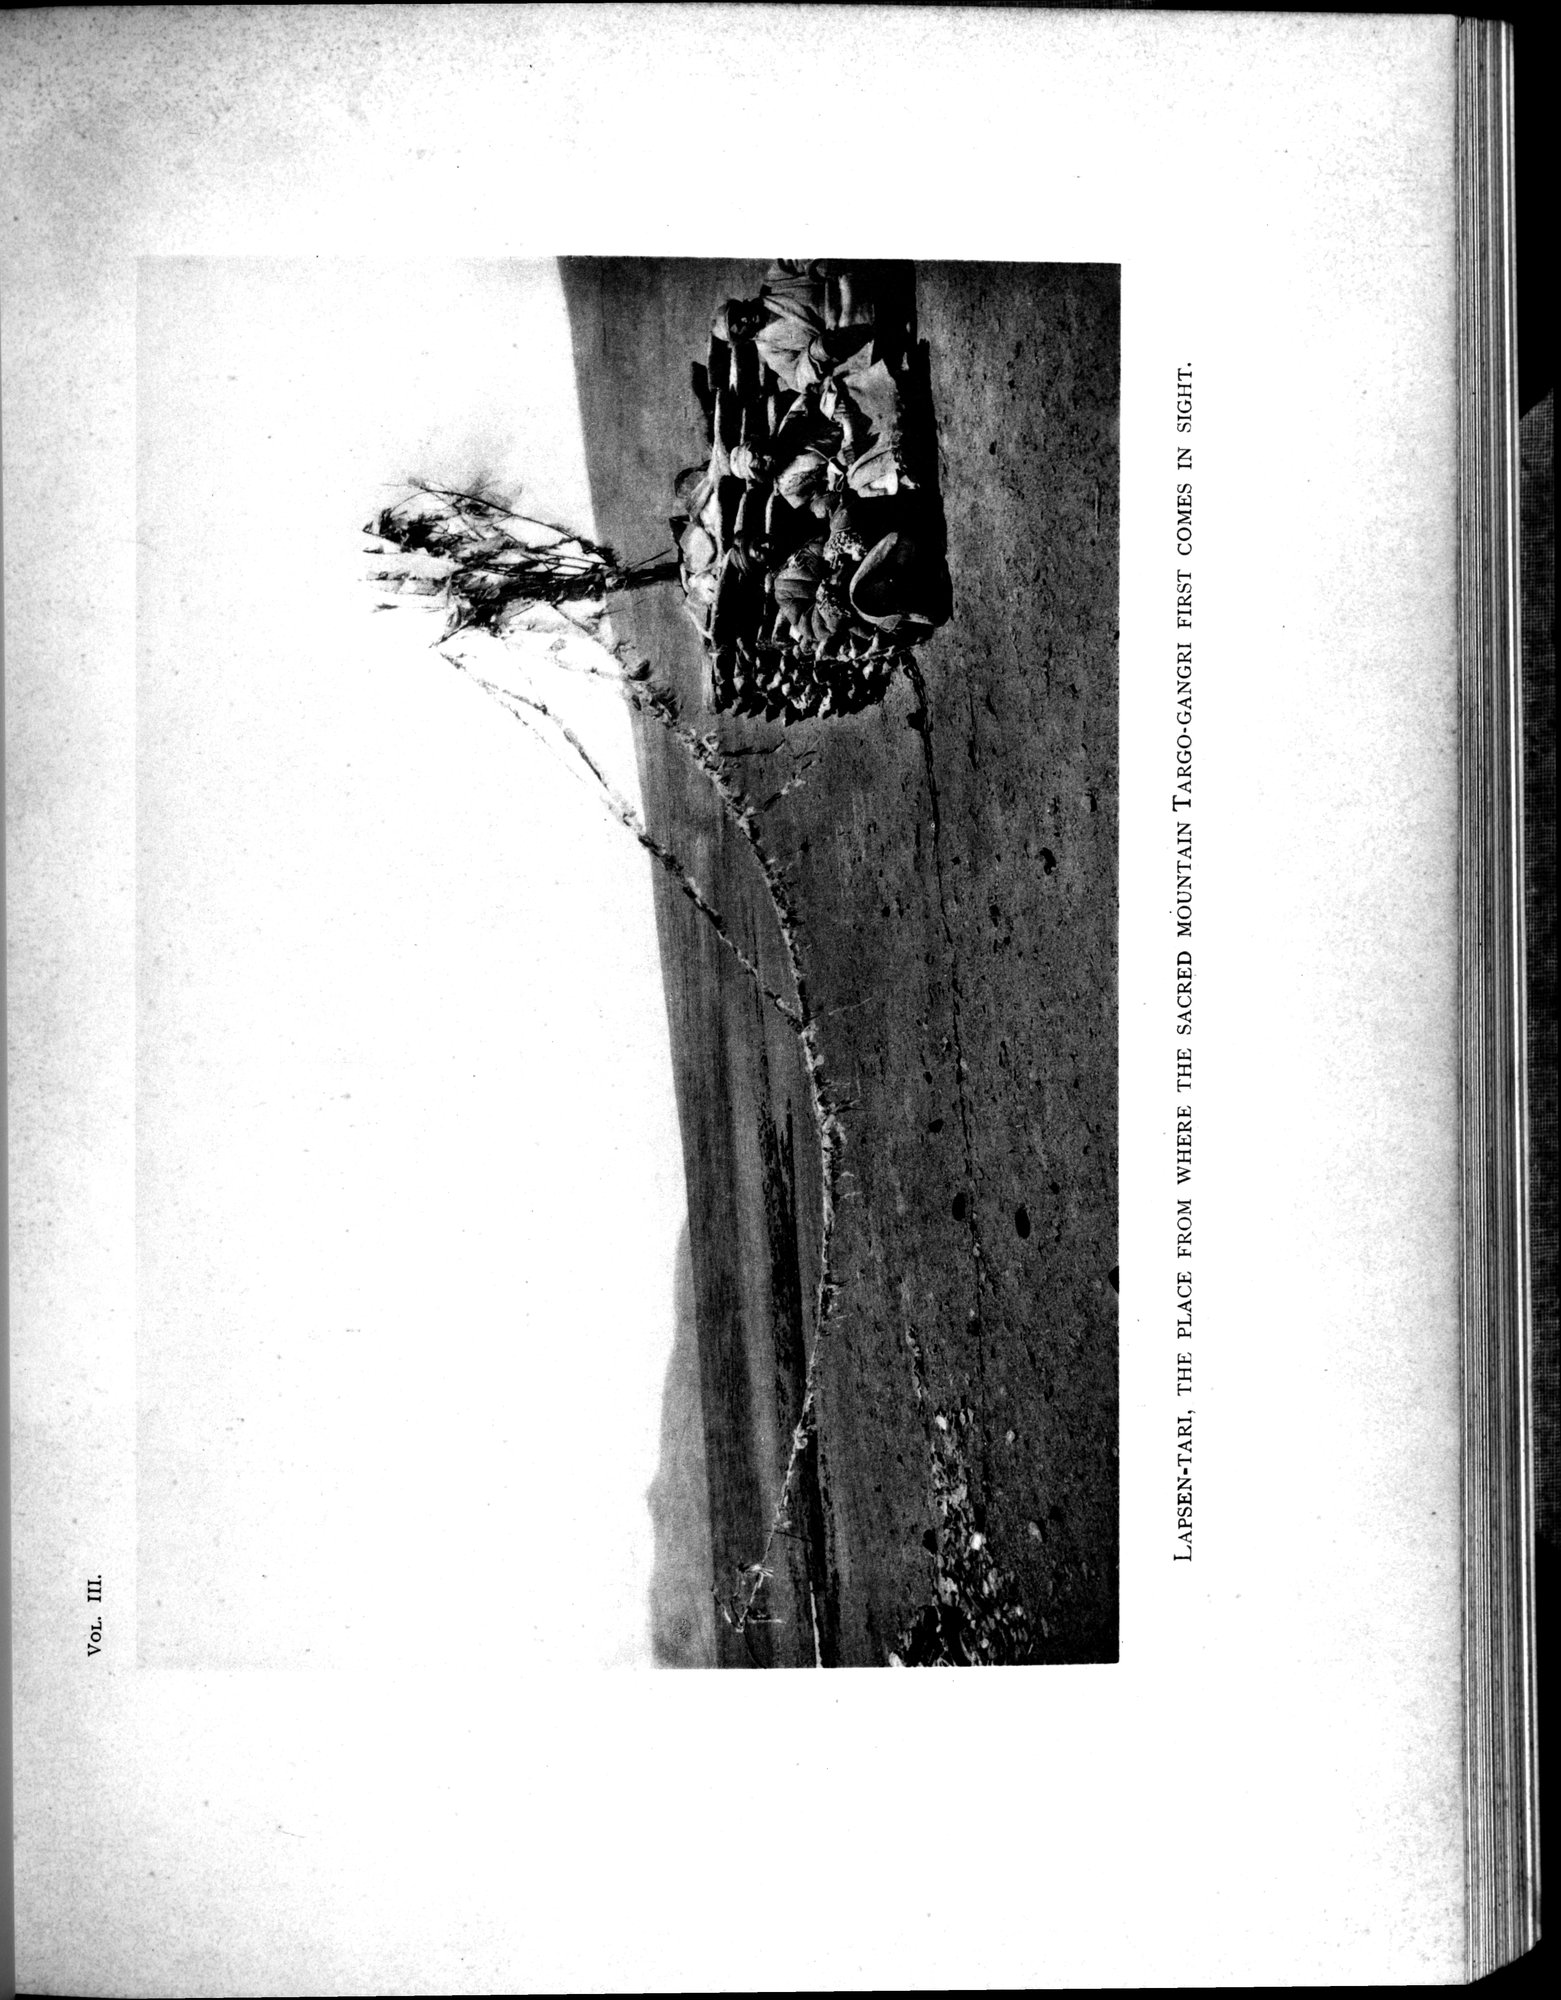 Vol. III.
Lapsen-tari, the place from where the sacred mountain Targo-gangri first comes in sight.